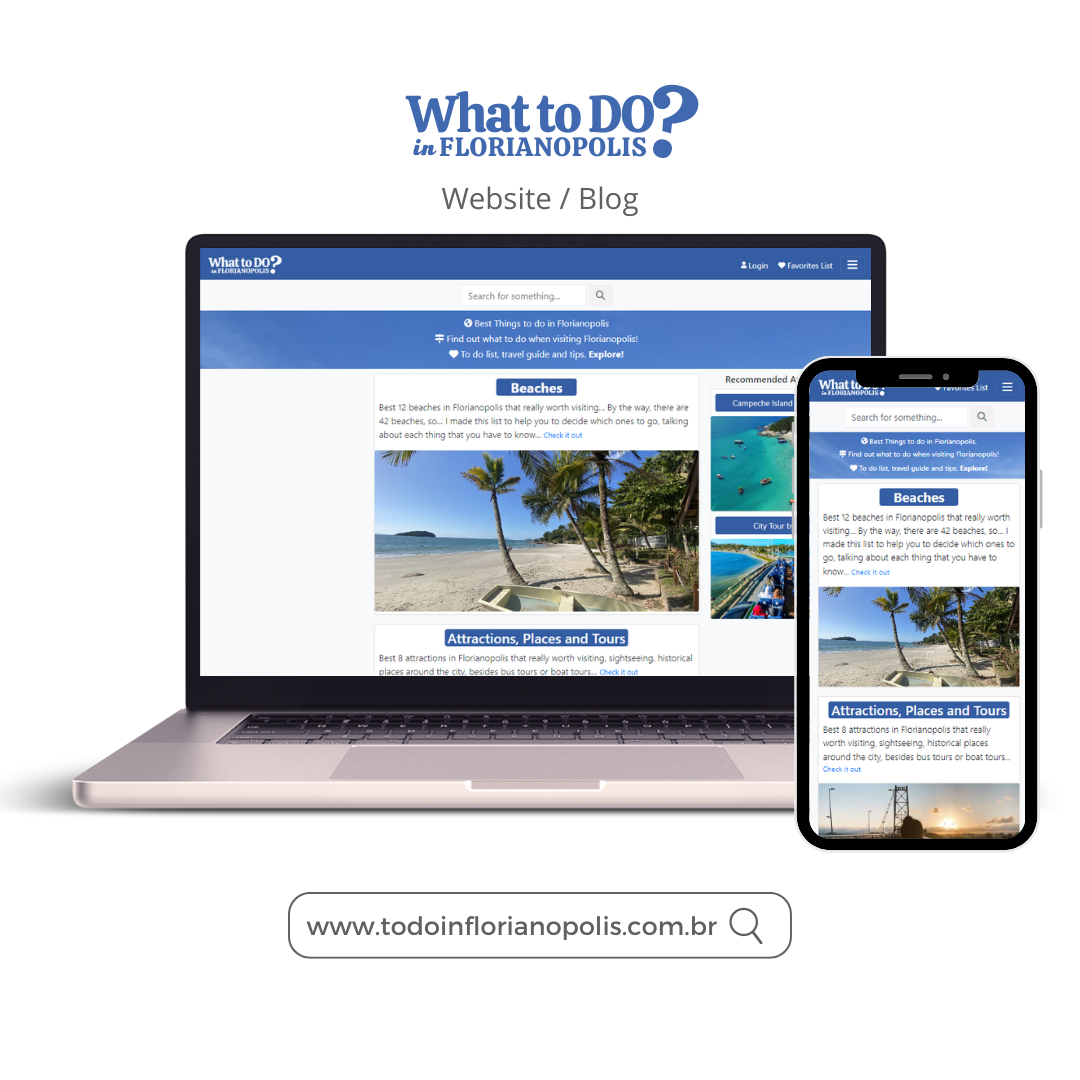 What to DO?
in FLORIANOPOLIS
Website / Blog
What to DO?
in FLORIANOPOLIS
Login
Favorites List
Search for something...
Best Things to do in Florianopolis
Find out what to do when visiting Florianopolis!
To do list, travel guide and tips. Explore!
Beaches
Best 12 beaches in Florianopolis that really worth visiting... By the way, there are
42 beaches, so... I made this list to help you to decide which ones to go, talking
about each thing that you have to know... Check it out
Attractions, Places and Tours
Best 8 attractions in Florianopolis that really worth visiting, sightseeing, historical
places around the city, besides bus tours or boat tours... Check it out
Recommended A
Campeche Island
City Tour b
What to DO?
in FLORIANOPOLIS
Favorites List
Search for something...
Best Things to do in Florianopolis.
Find out what to do when visiting Florianopolis!
To do list, travel guide and tips. Explore!
Beaches
Best 12 beaches in Florianopolis that really worth
visiting... By the way, there are 42 beaches, so... I
made this list to help you to decide which ones to
go, talking about each thing that you have to
know... Check it out
Attractions, Places and Tours
Best 8 attractions in Florianopolis that really
worth visiting, sightseeing, historical places
around the city, besides bus tours or boat tours...
Check it out
www.todoinflorianopolis.com.br